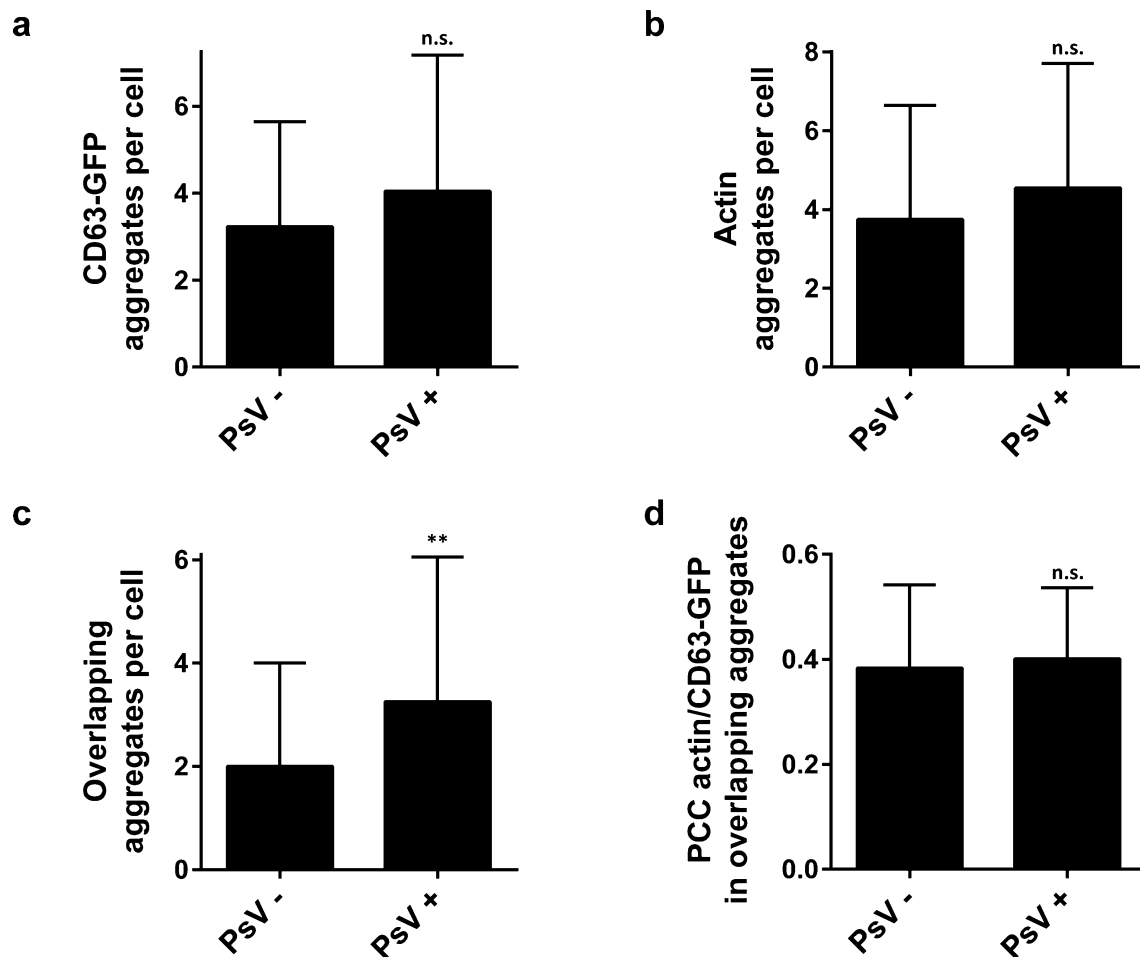 a
CD63-GFP
aggregates per cell
n.s.
6
4
2
0
PsV -
PsV +
b
Actin
aggregates per cell
n.s.
8
6
4
2
0
PsV -
PsV +
c
Overlapping
aggregates per cell
**
6
4
2
0
PsV -
PsV +
d
PCC actin/CD63-GFP
in overlapping aggregates
n.s.
0.6
0.4
0.2
0.0
PsV -
PsV +